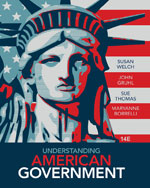 SUSAN
WELCH
JOHN
GRUHL
SUE
THOMAS
MARYANNE
BORRELLI
14E
UNDERSTANDING
AMERICAN
GOVERNMENT